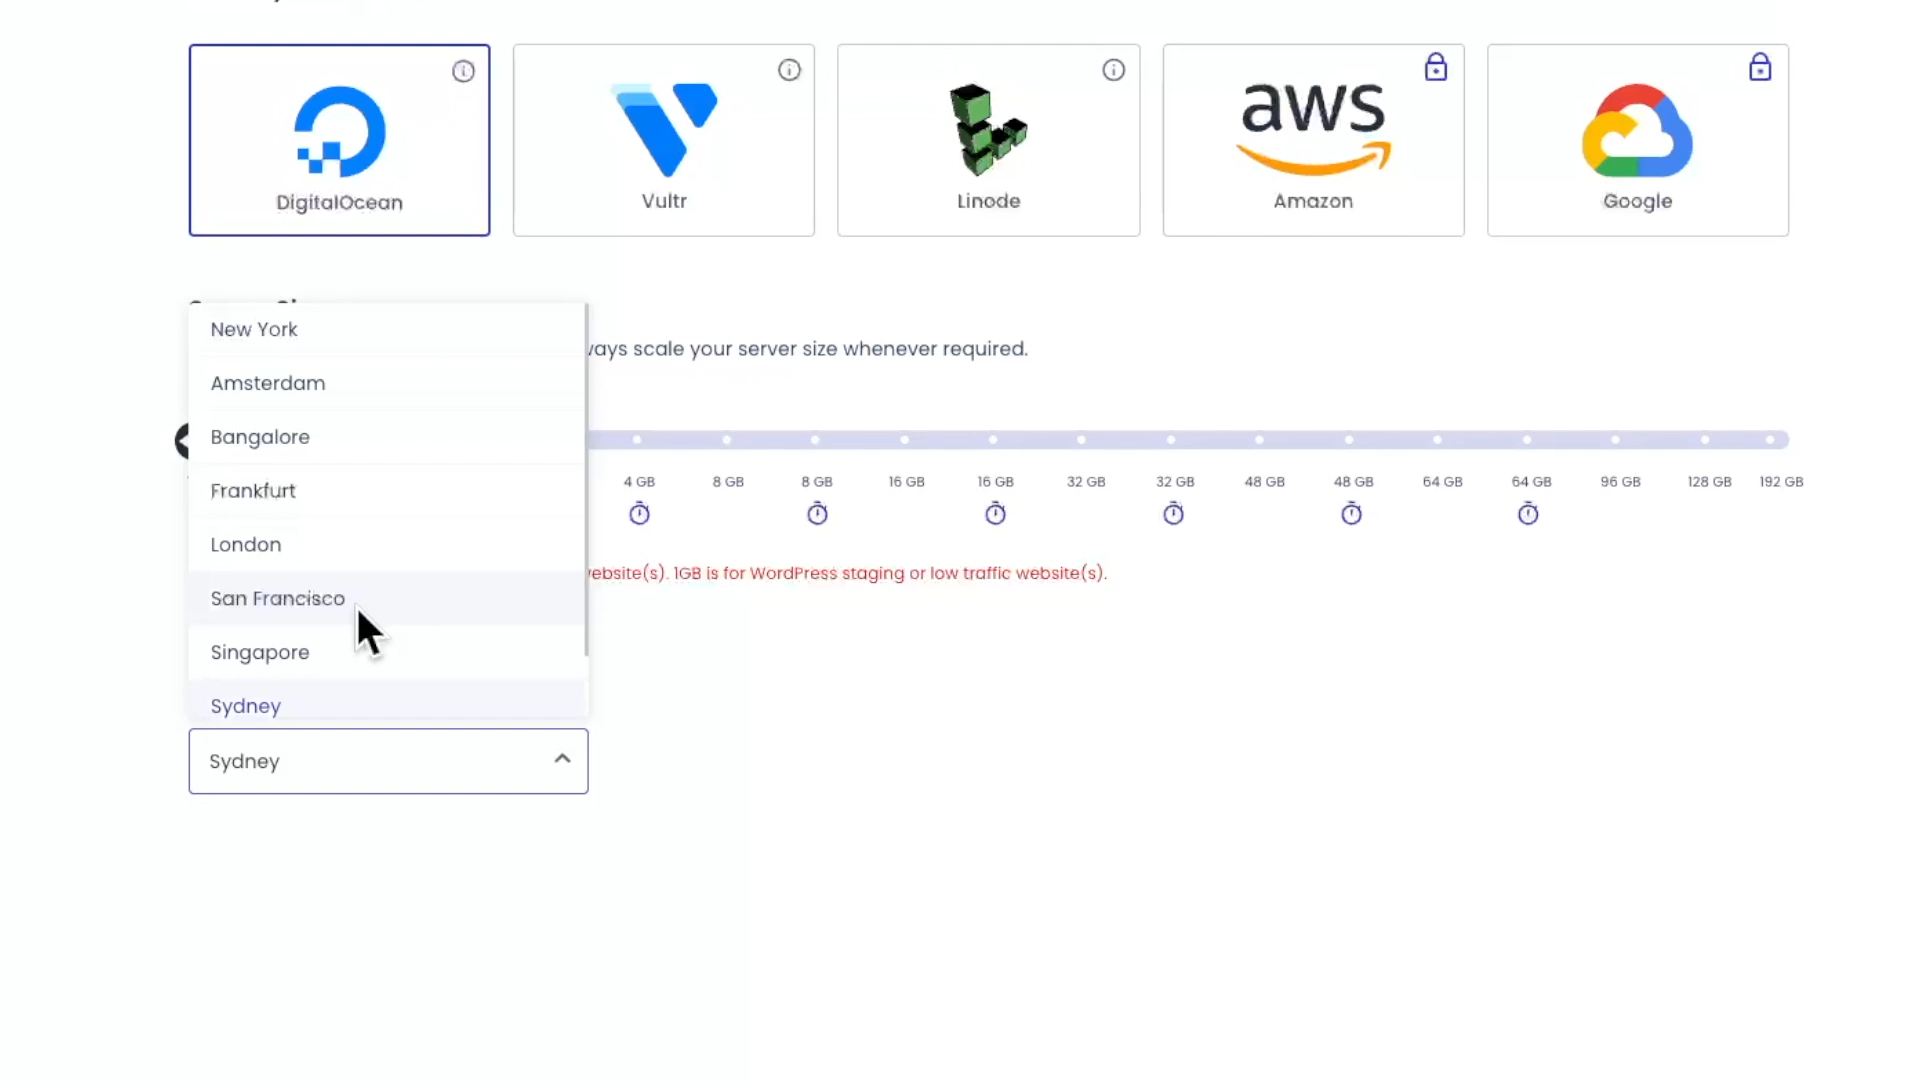 DigitalOcean
Vultr
Linode
aws
Amazon
Google
New York
Amsterdam
Bangalore
Frankfurt
London
San Francisco
Singapore
Sydney
Sydney
ways scale your server size whenever required.
4 GB 8 GB 8 GB 16 GB 16 GB 32 GB 32 GB 48 GB 48 GB 64 GB 64 GB 96 GB 128 GB 192 GB
ebsite(s). 1GB is for WordPress staging or low traffic website(s).